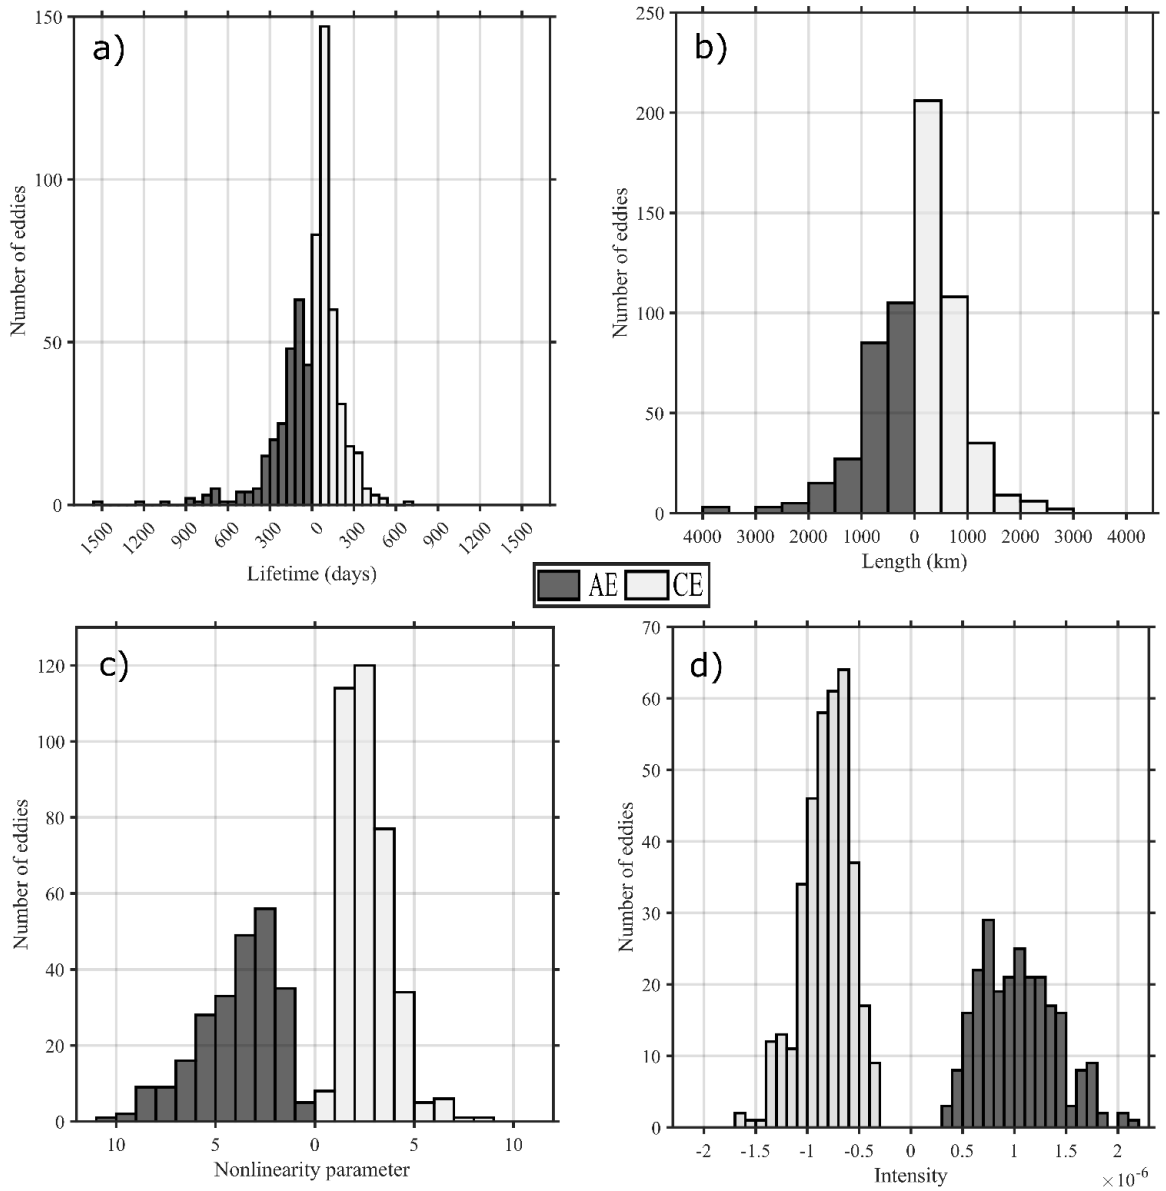 a)
150
100
50
0
Number of eddies
1500 1200 900 600 300 0 300 600 900 1200 1500
Lifetime (days)
b)
250
200
150
100
50
0
Number of eddies
4000 3000 2000 1000 0 1000 2000 3000 4000
Length (km)
AE CE
c)
120
100
80
60
40
20
0
Number of eddies
10 5 0 5 10
Nonlinearity parameter
d)
70
60
50
40
30
20
10
0
Number of eddies
-2 -1.5 -1 -0.5 0 0.5 1 1.5 2
Intensity
×10⁻⁶